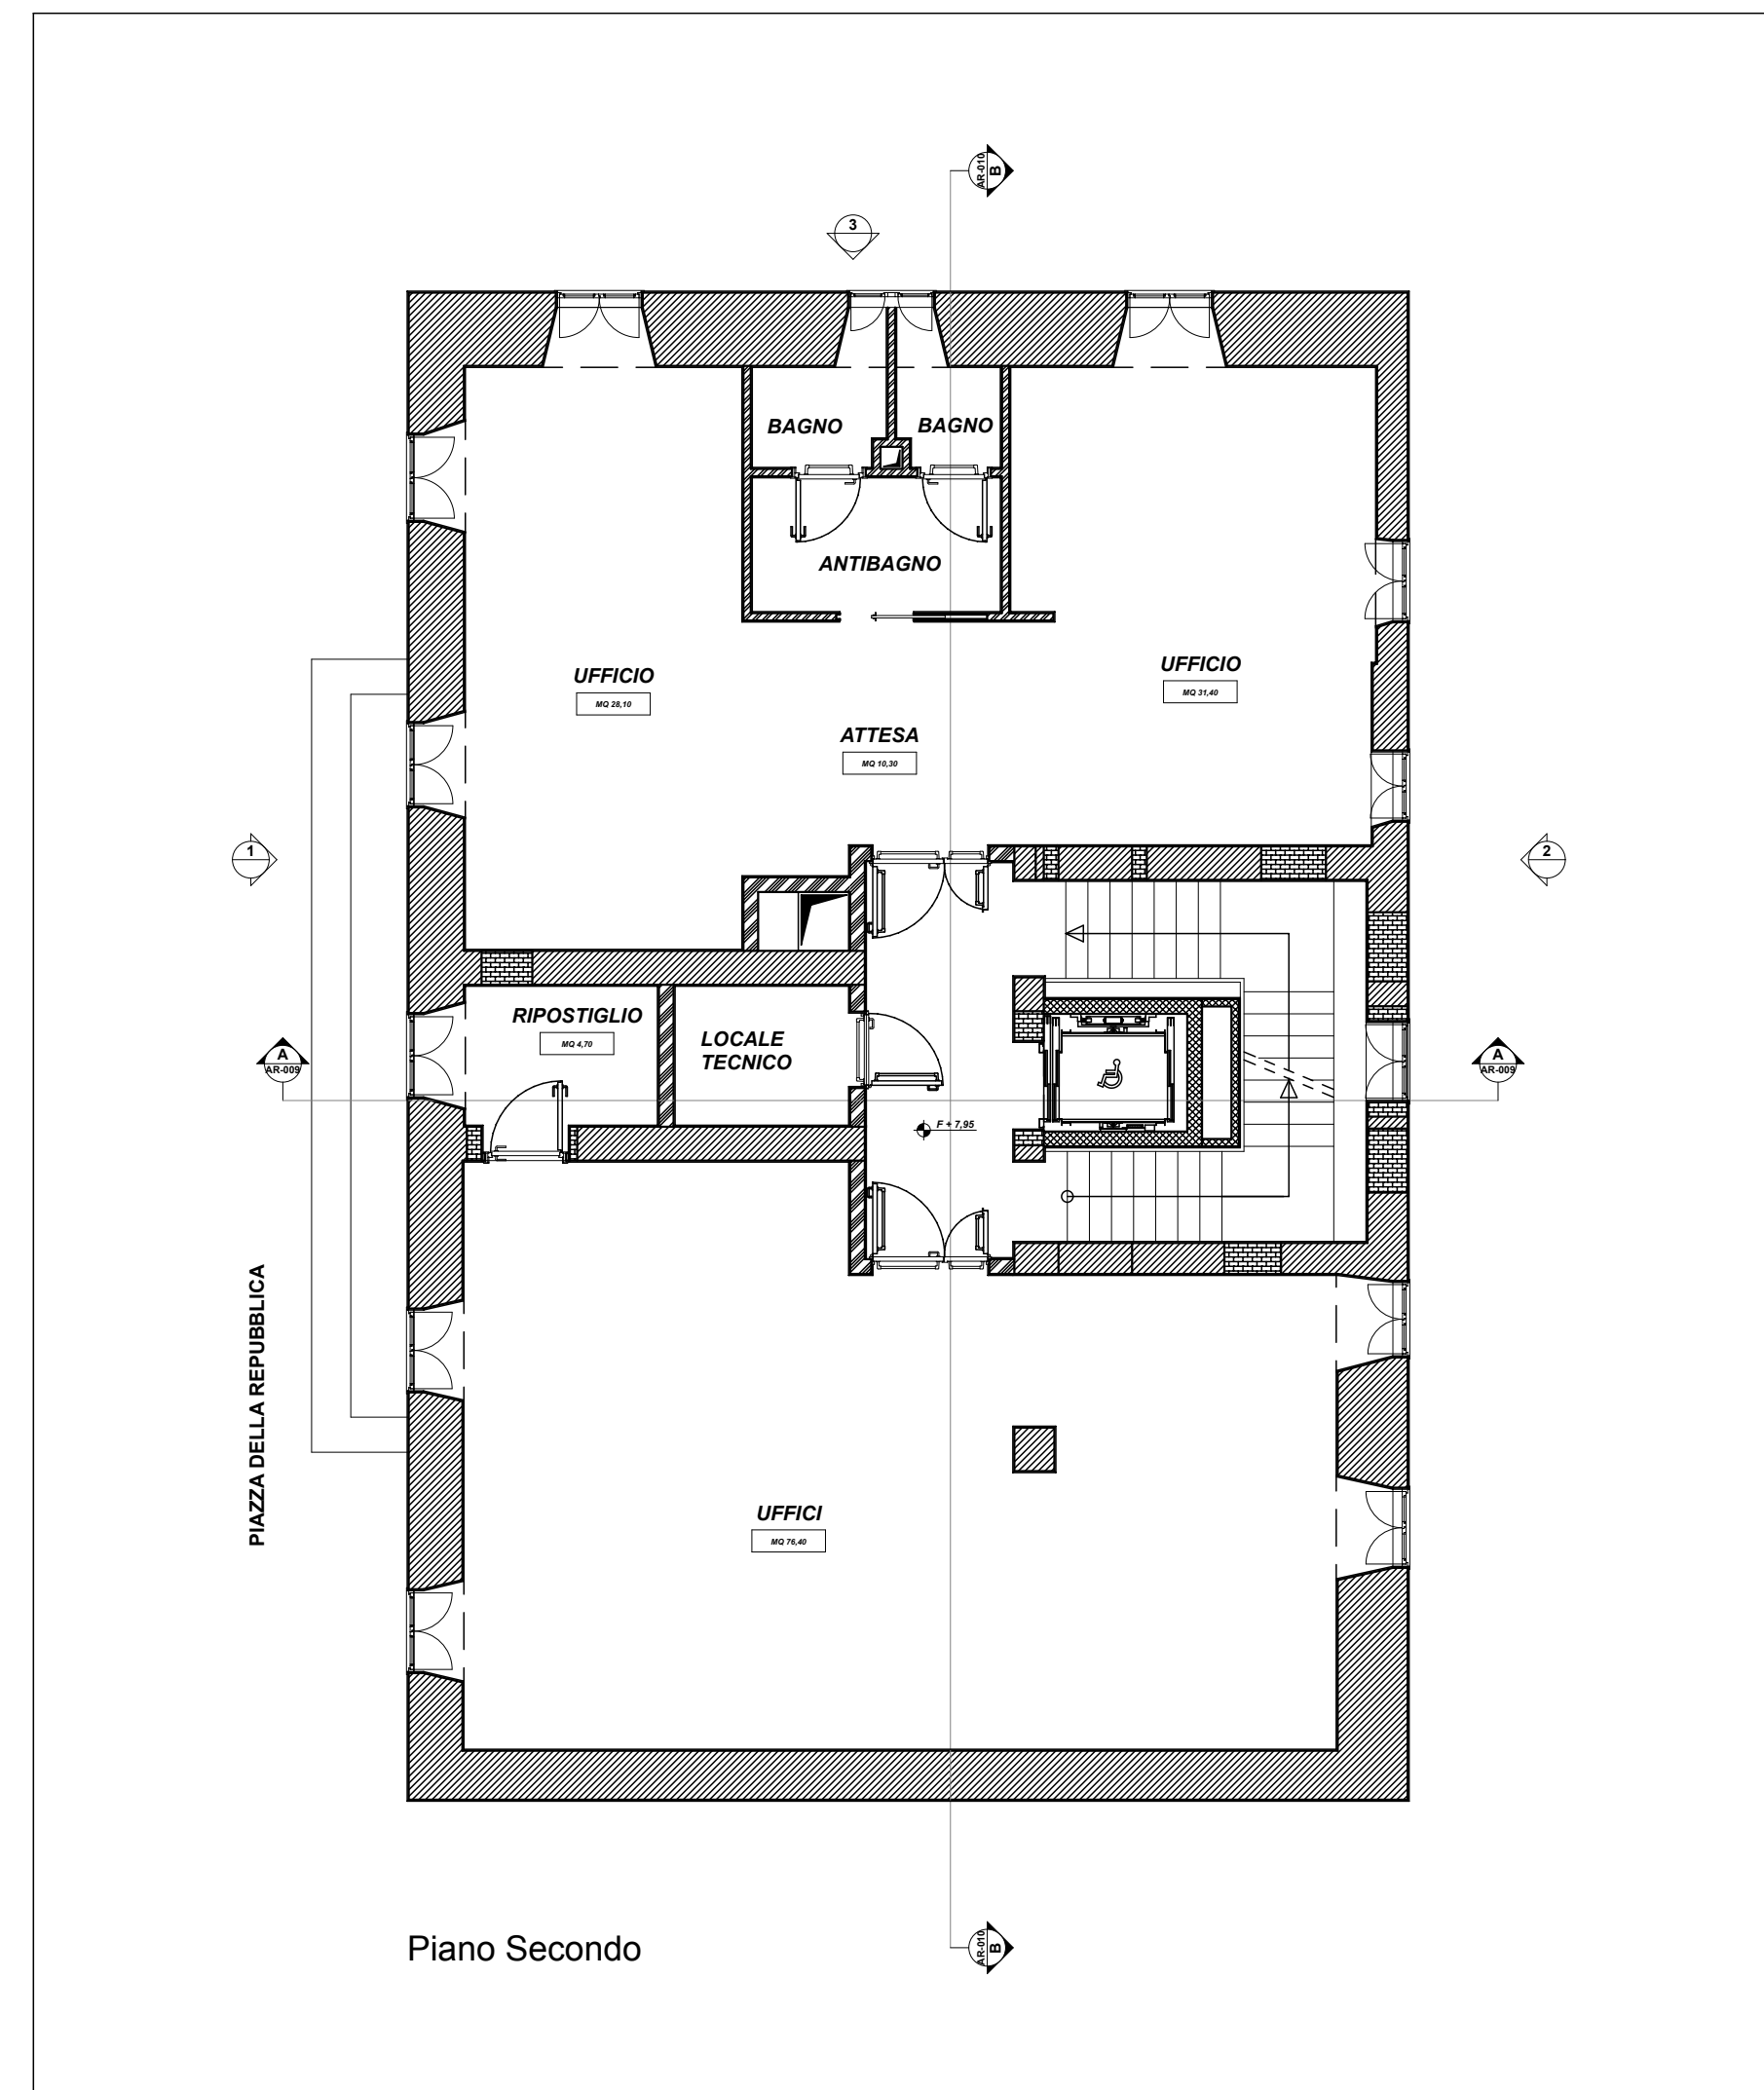 AR-010
B
3
BAGNO
BAGNO
ANTIBAGNO
UFFICIO
MQ 28,10
UFFICIO
MQ 31,40
ATTESA
MQ 10,30
1
2
RIPOSTIGLIO
MQ 4,70
LOCALE
TECNICO
A
AR-009
A
AR-009
F + 7,95
PIAZZA DELLA REPUBBLICA
UFFICI
MQ 76,40
Piano Secondo
AR-010
B